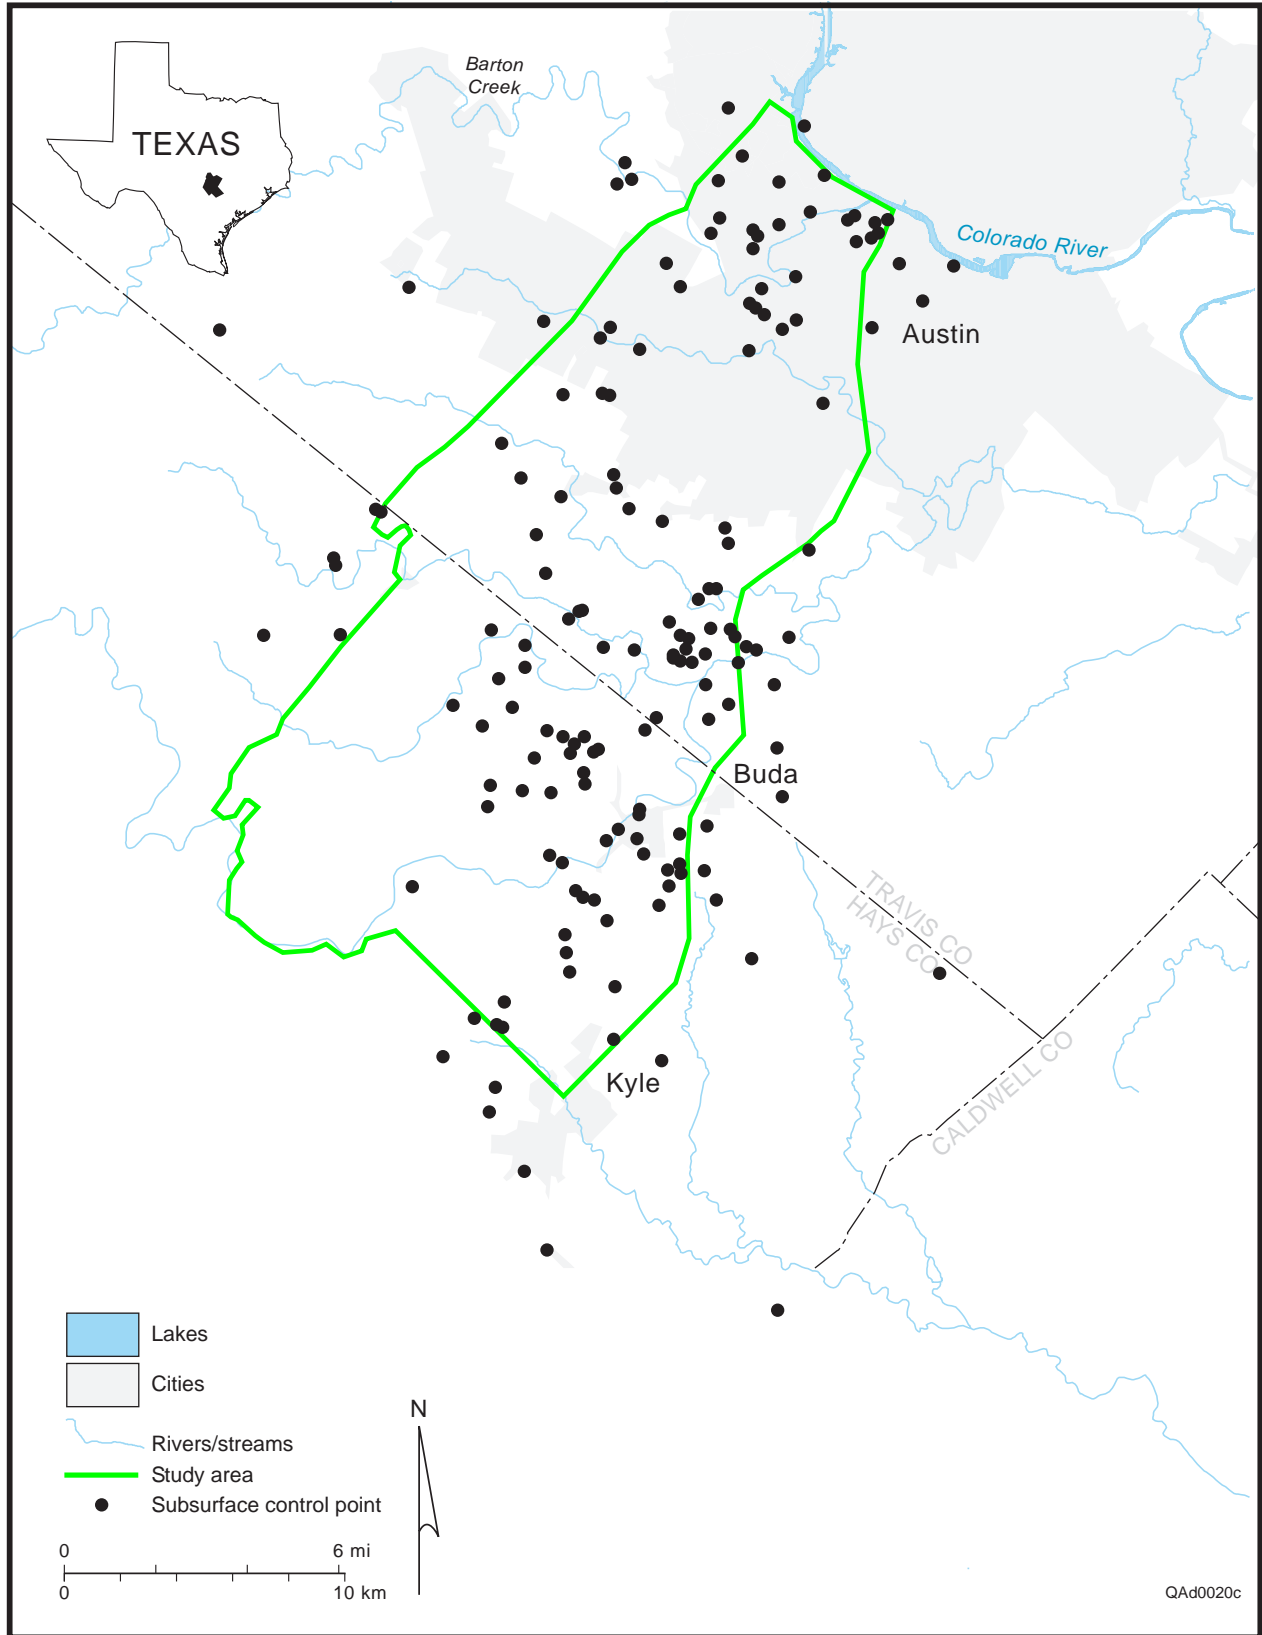 Barton
Creek
TEXAS
Colorado River
Austin
Buda
TRAVIS CO
HAYS CO
CALDWELL CO
Kyle
Lakes
Cities
Rivers/streams
Study area
Subsurface control point
N
0
6 mi
0
10 km
QAd0020c